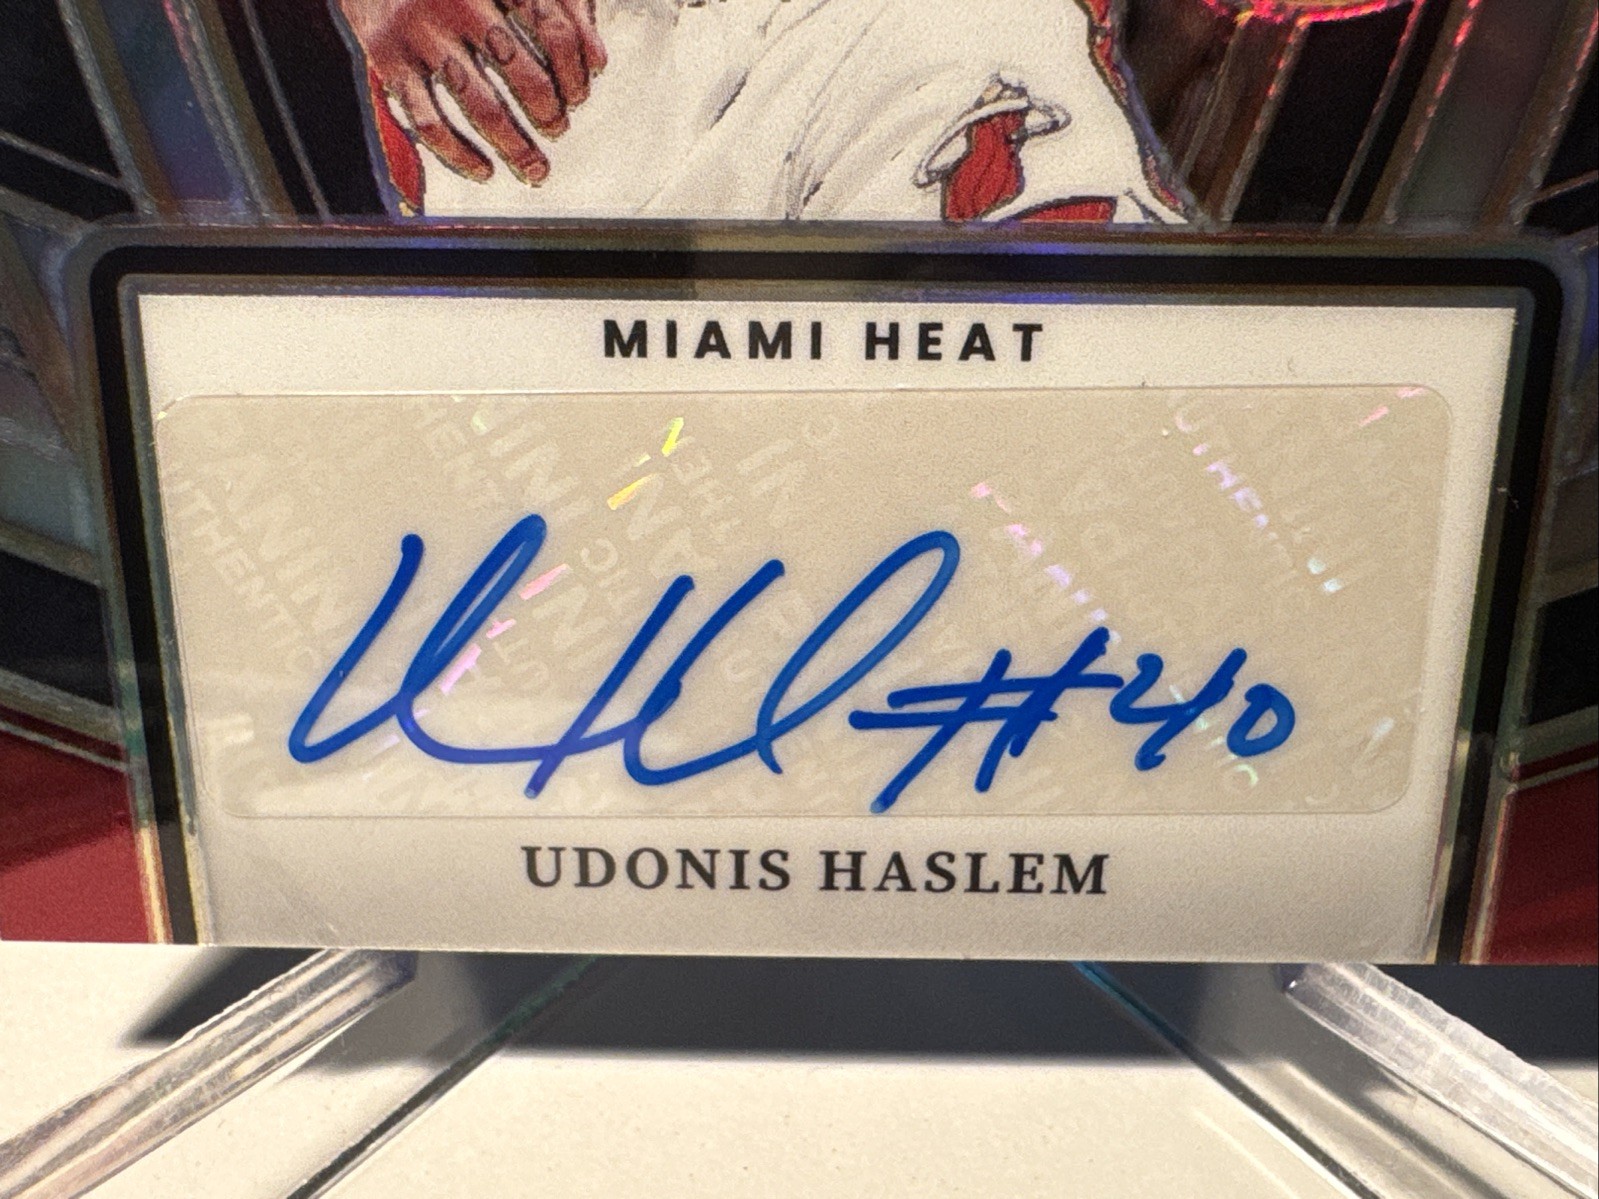 MIAMI HEAT
#40
UDONIS HASLEM